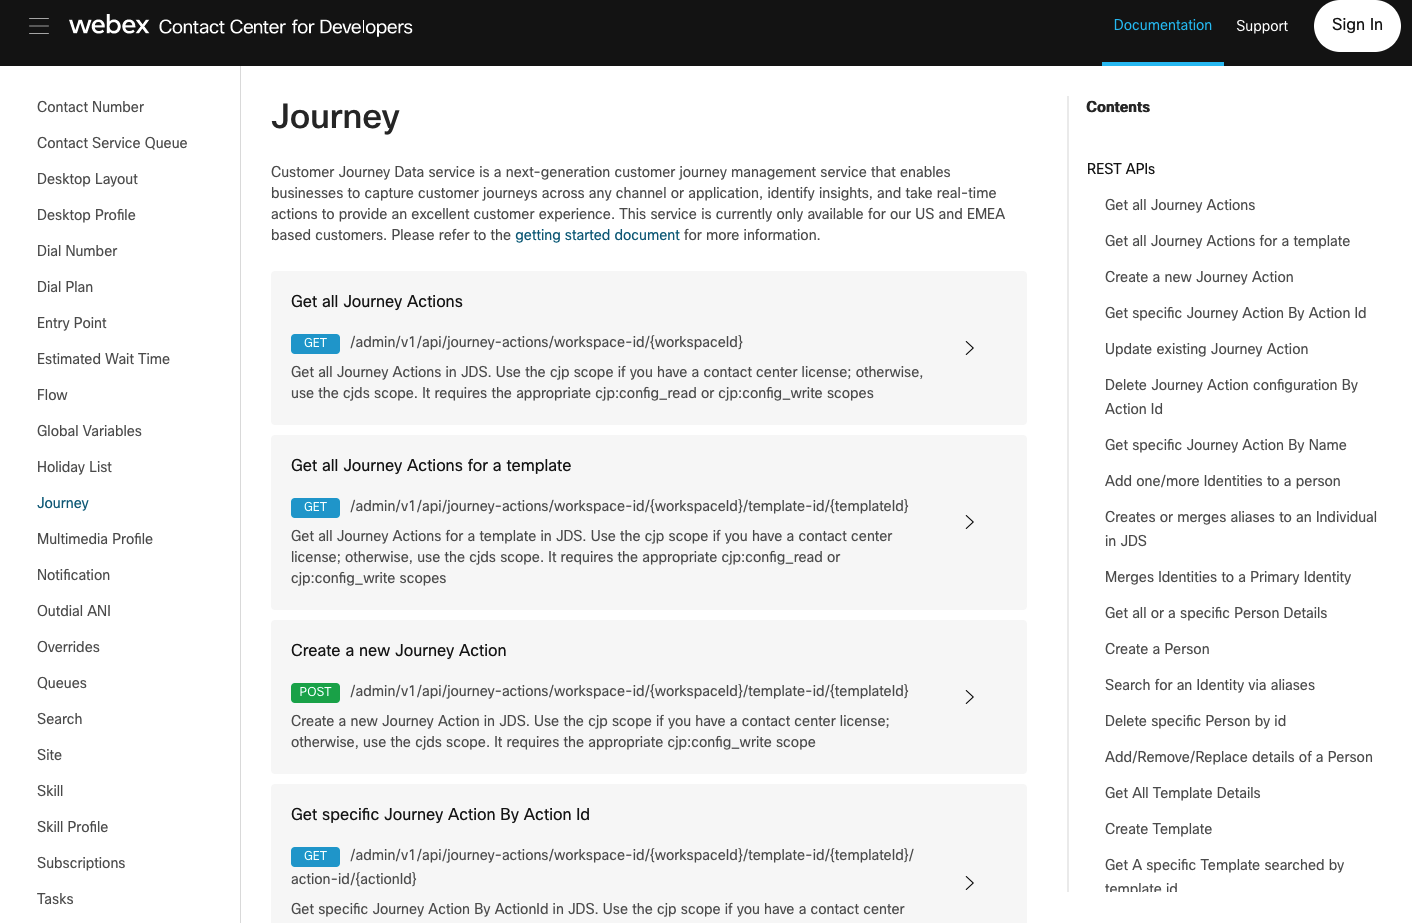 webex Contact Center for Developers
Documentation
Support
Sign In
Contact Number
Contact Service Queue
Desktop Layout
Desktop Profile
Dial Number
Dial Plan
Entry Point
Estimated Wait Time
Flow
Global Variables
Holiday List
Journey
Multimedia Profile
Notification
Outdial ANI
Overrides
Queues
Search
Site
Skill
Skill Profile
Subscriptions
Tasks
Journey
Customer Journey Data service is a next-generation customer journey management service that enables
businesses to capture customer journeys across any channel or application, identify insights, and take real-time
actions to provide an excellent customer experience. This service is currently only available for our US and EMEA
based customers. Please refer to the getting started document for more information.
Get all Journey Actions
GET /admin/v1/api/journey-actions/workspace-id/{workspaceId}
Get all Journey Actions in JDS. Use the cjp scope if you have a contact center license; otherwise,
use the cjds scope. It requires the appropriate cjp:config_read or cjp:config_write scopes
Get all Journey Actions for a template
GET /admin/v1/api/journey-actions/workspace-id/{workspaceId}/template-id/{templateId}
Get all Journey Actions for a template in JDS. Use the cjp scope if you have a contact center
license; otherwise, use the cjds scope. It requires the appropriate cjp:config_read or
cjp:config_write scopes
Create a new Journey Action
POST /admin/v1/api/journey-actions/workspace-id/{workspaceId}/template-id/{templateId}
Create a new Journey Action in JDS. Use the cjp scope if you have a contact center license;
otherwise, use the cjds scope. It requires the appropriate cjp:config_write scope
Get specific Journey Action By Action Id
GET /admin/v1/api/journey-actions/workspace-id/{workspaceId}/template-id/{templateId}/
action-id/{actionId}
Get specific Journey Action By ActionId in JDS. Use the cjp scope if you have a contact center
Contents
REST APIs
Get all Journey Actions
Get all Journey Actions for a template
Create a new Journey Action
Get specific Journey Action By Action Id
Update existing Journey Action
Delete Journey Action configuration By
Action Id
Get specific Journey Action By Name
Add one/more Identities to a person
Creates or merges aliases to an Individual
in JDS
Merges Identities to a Primary Identity
Get all or a specific Person Details
Create a Person
Search for an Identity via aliases
Delete specific Person by id
Add/Remove/Replace details of a Person
Get All Template Details
Create Template
Get A specific Template searched by
template id